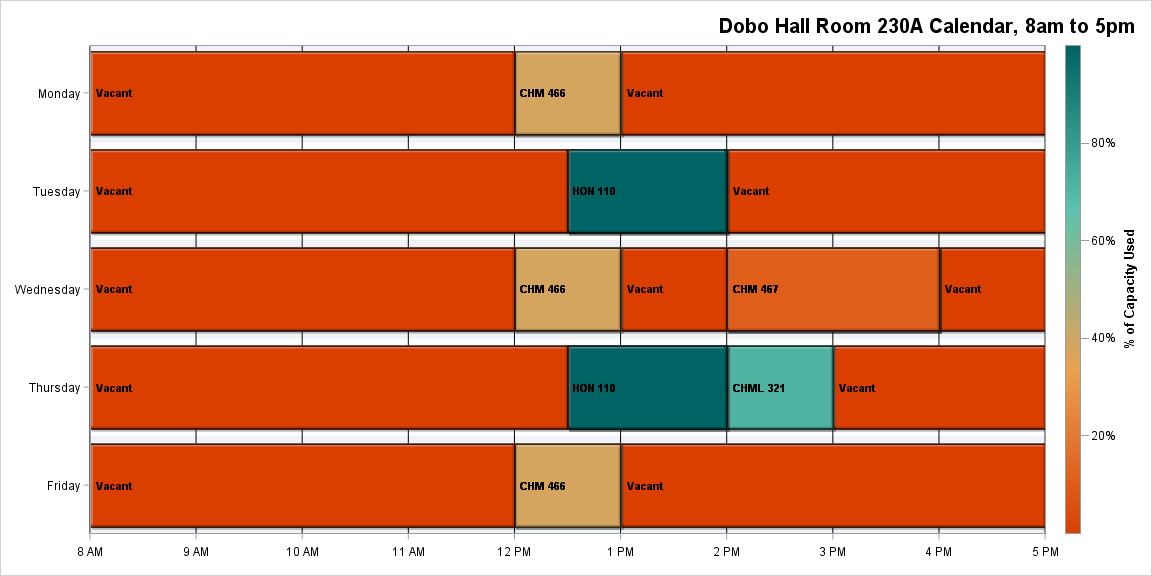 Dobo Hall Room 230A Calendar, 8am to 5pm
Monday Vacant CHM 466 Vacant
Tuesday Vacant HON 110 Vacant
Wednesday Vacant CHM 466 Vacant CHM 467 Vacant
Thursday Vacant HON 110 CHML 321 Vacant
Friday Vacant CHM 466 Vacant
8 AM 9 AM 10 AM 11 AM 12 PM 1 PM 2 PM 3 PM 4 PM 5 PM
80%
60%
40%
20%
% of Capacity Used